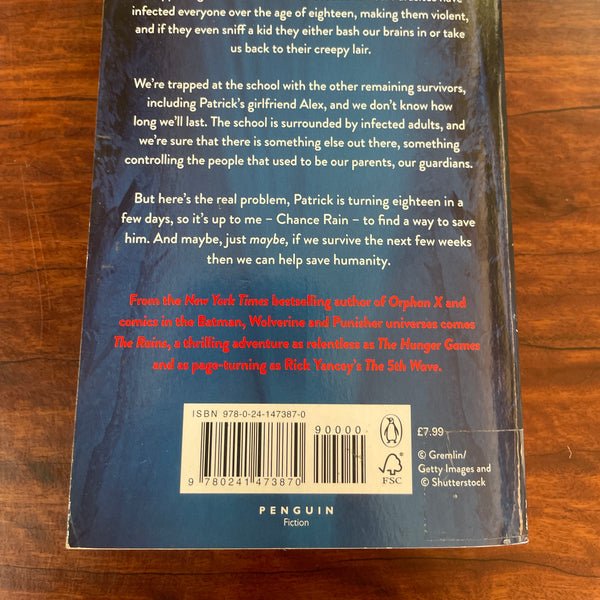 infected everyone over the age of eighteen, making them violent,
and if they even sniff a kid they either bash our brains in or take
us back to their creepy lair.
We're trapped at the school with the other remaining survivors,
including Patrick's girlfriend Alex, and we don't know how
long we'll last. The school is surrounded by infected adults, and
we're sure that there is something else out there, something
controlling the people that used to be our parents, our guardians.
But here's the real problem, Patrick is turning eighteen in a
few days, so it's up to me – Chance Rain – to find a way to save
him. And maybe, just maybe, if we survive the next few weeks
then we can help save humanity.
From the New York Times bestselling author of Orphan X and
comics in the Batman, Wolverine and Punisher universes comes
The Rains, a thrilling adventure as relentless as The Hunger Games
and as page-turning as Rick Yancey's The 5th Wave.
ISBN 978-0-24-147387-0
90000
9 780241 473870
FSC
£7.99
© Gremlin/
Getty Images and
© Shutterstock
PENGUIN
Fiction